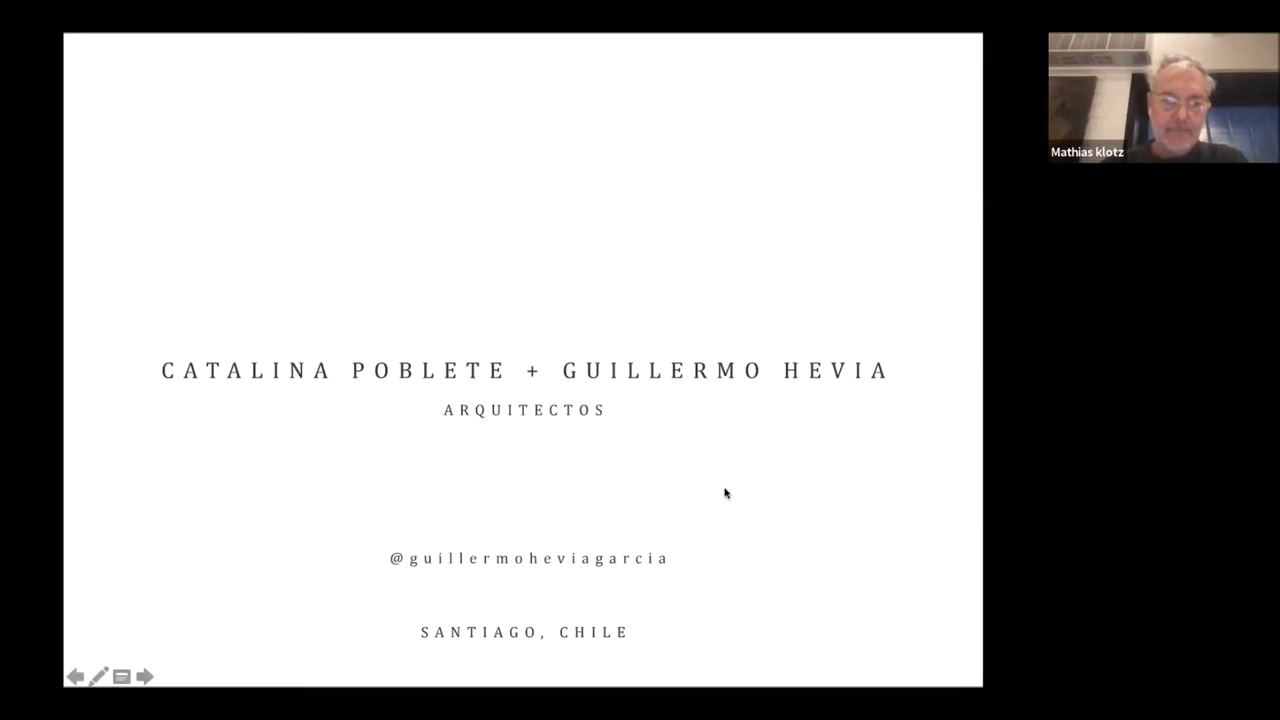 CATALINA POBLETE + GUILLERMO HEVIA
ARQUITECTOS
@guillermoheviagarcia
SANTIAGO, CHILE
Mathias klotz